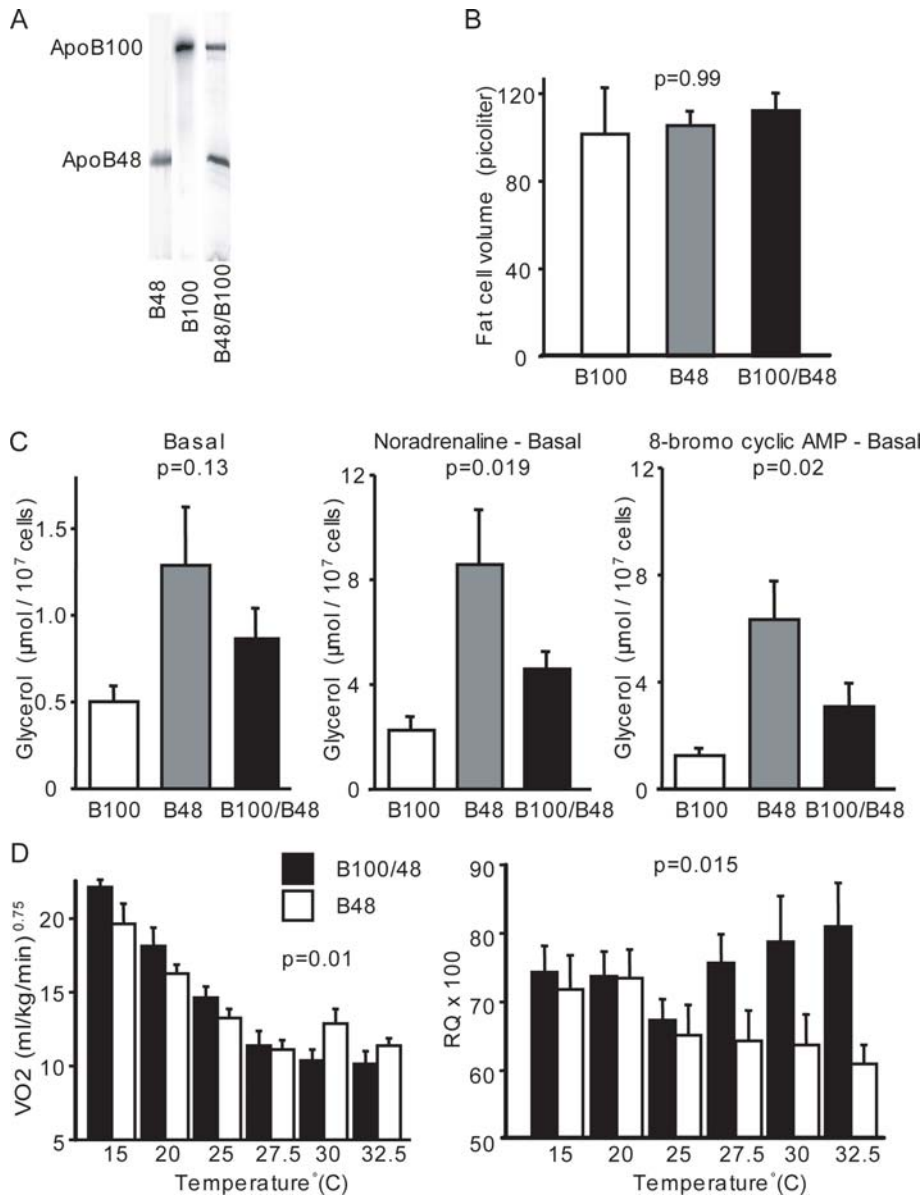 A
ApoB100
ApoB48
B48
B100
B48/B100
B
p=0.99
Fat cell volume (picoliter)
120
80
40
0
B100 B48 B100/B48
C
Basal
p=0.13
Glycerol (µmol / 10⁷ cells)
1.5
1.0
0.5
0
B100 B48 B100/B48
Noradrenaline - Basal
p=0.019
Glycerol (µmol / 10⁷ cells)
12
8
4
0
B100 B48 B100/B48
8-bromo cyclic AMP - Basal
p=0.02
Glycerol (µmol / 10⁷ cells)
12
8
4
0
B100 B48 B100/B48
D
B100/48
B48
p=0.01
VO2 (ml/kg/min)⁰·⁷⁵
20
15
10
5
15 20 25 27.5 30 32.5
Temperature°(C)
p=0.015
RQ x 100
90
80
70
60
50
15 20 25 27.5 30 32.5
Temperature°(C)